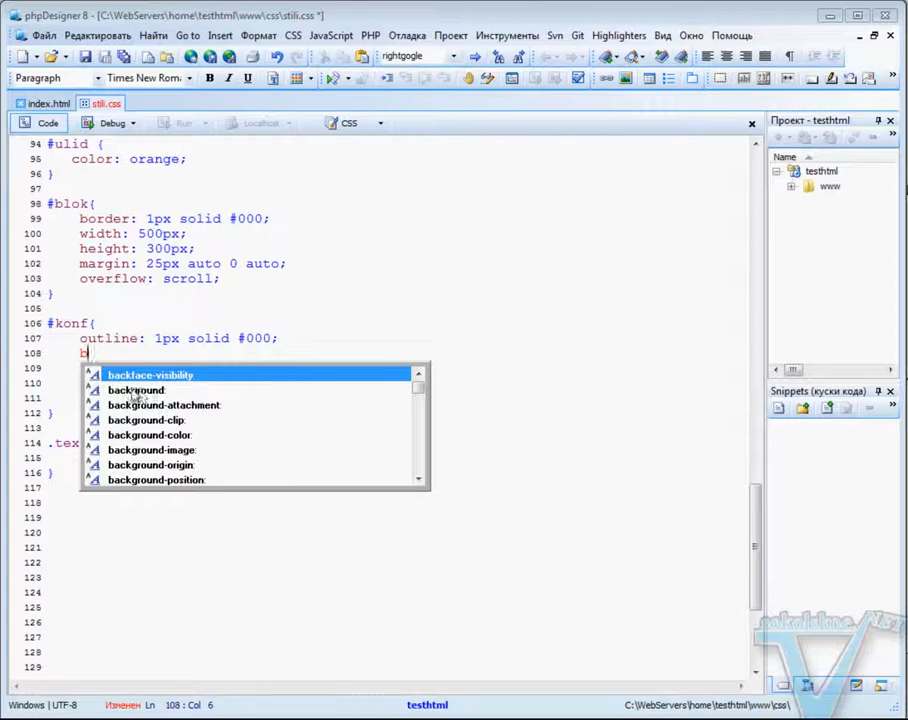 phpDesigner 8 - [C:\WebServers\home\testhtml\www\css\stili.css *]
Файл Редактировать Найти Go to Insert Формат CSS JavaScript PHP Отладка Проект Инструменты Svn Git Highlighters Вид Окно Помощь
rightgogle
Paragraph Times New Roma B I U
index.html stili.css
Code Debug Run Localhost CSS
Проект - testhtml
Name
testhtml
www
94 #ulid {
95 color: orange;
96 }
97
98 #blok{
99 border: 1px solid #000;
100 width: 500px;
101 height: 300px;
102 margin: 25px auto 0 auto;
103 overflow: scroll;
104 }
105
106 #konf{
107 outline: 1px solid #000;
108 b
109
110
111
112 }
113
114 .tex
115
116 }
117
118
119
120
121
122
123
124
125
126
127
128
129
backface-visibility
background:
background-attachment:
background-clip:
background-color:
background-image:
background-origin:
background-position:
Snippets (куски кода)
Windows | UTF-8 Изменен Ln 108 : Col 6 testhtml C:\WebServers\home\testhtml\www\css\